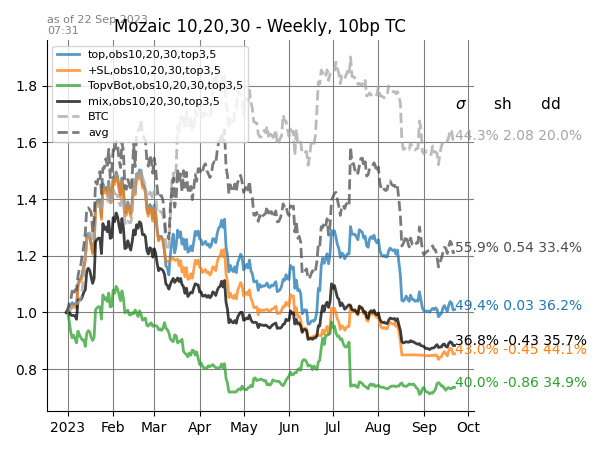 as of 22 Sep 2023
07:31
Mozaic 10,20,30 - Weekly, 10bp TC
top,obs10,20,30,top3,5
+SL,obs10,20,30,top3,5
TopvBot,obs10,20,30,top3,5
mix,obs10,20,30,top3,5
BTC
avg
σ sh dd
44.3% 2.08 20.0%
55.9% 0.54 33.4%
49.4% 0.03 36.2%
36.8% -0.43 35.7%
43.0% -0.45 44.1%
40.0% -0.86 34.9%
1.8
1.6
1.4
1.2
1.0
0.8
2023 Feb Mar Apr May Jun Jul Aug Sep Oct